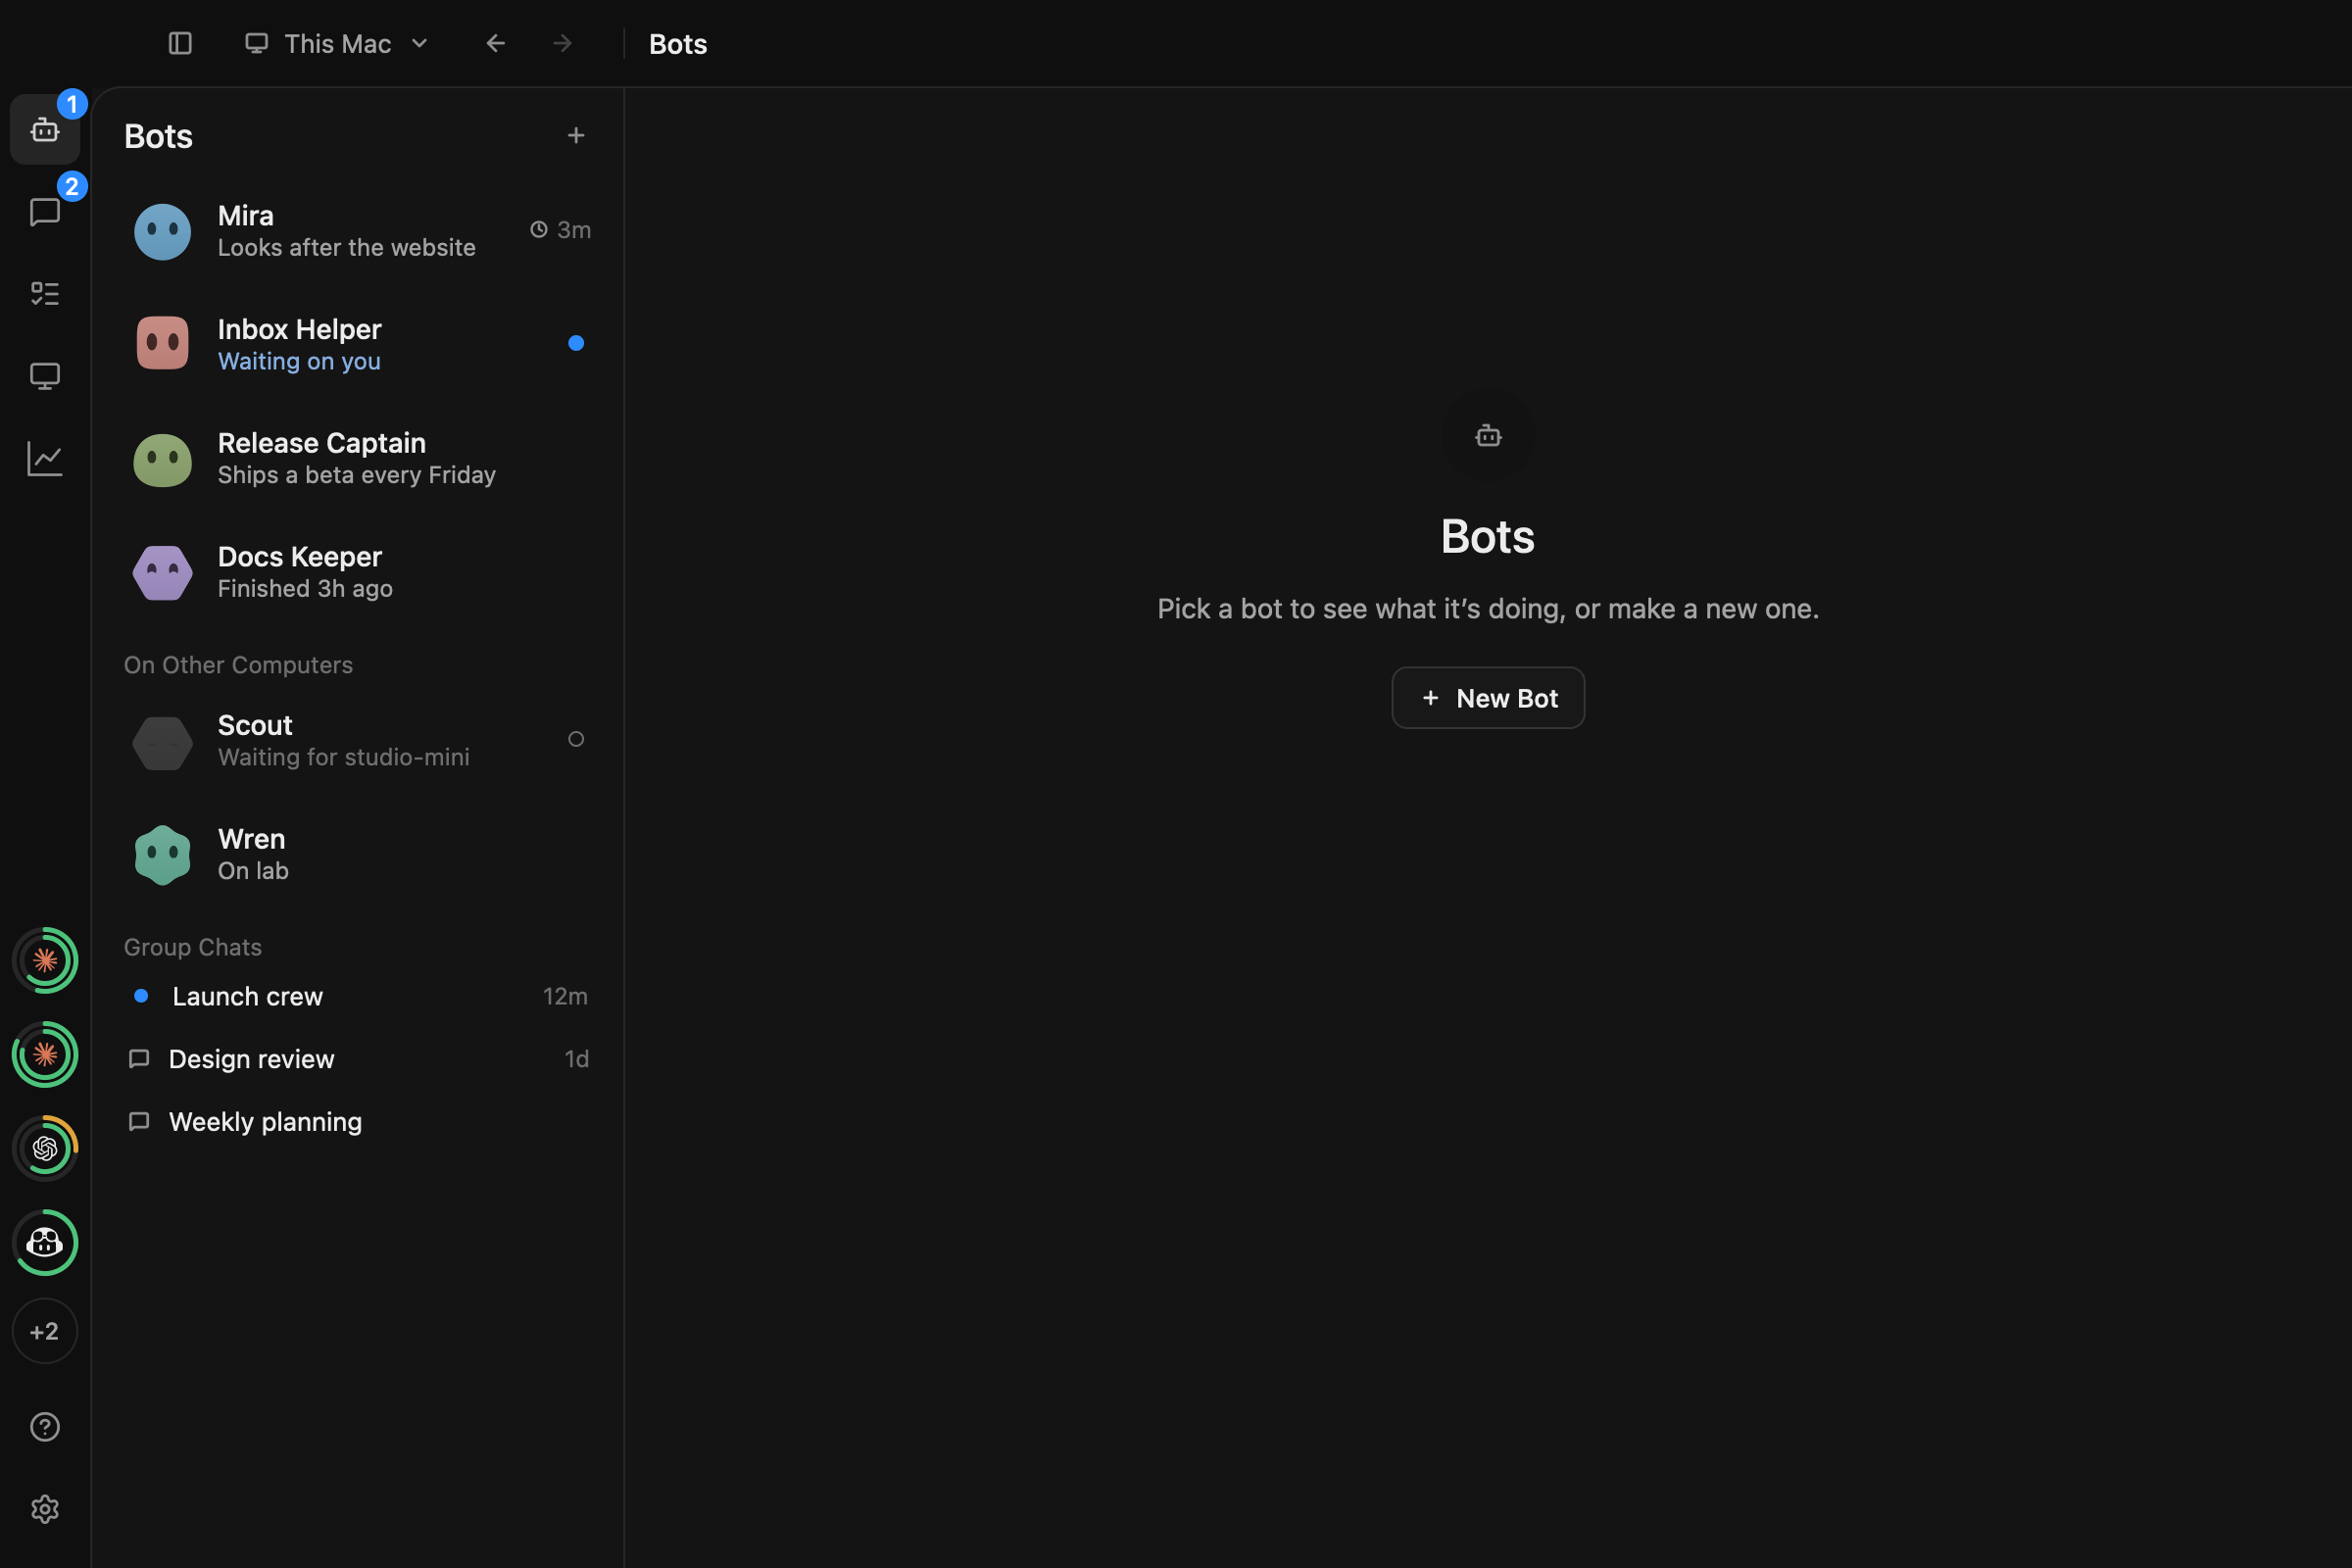 This Mac
Bots
1
2
Bots
Mira
Looks after the website
3m
Inbox Helper
Waiting on you
Release Captain
Ships a beta every Friday
Docs Keeper
Finished 3h ago
On Other Computers
Scout
Waiting for studio-mini
Wren
On lab
Group Chats
Launch crew
12m
Design review
1d
Weekly planning
+2
Bots
Pick a bot to see what it’s doing, or make a new one.
New Bot